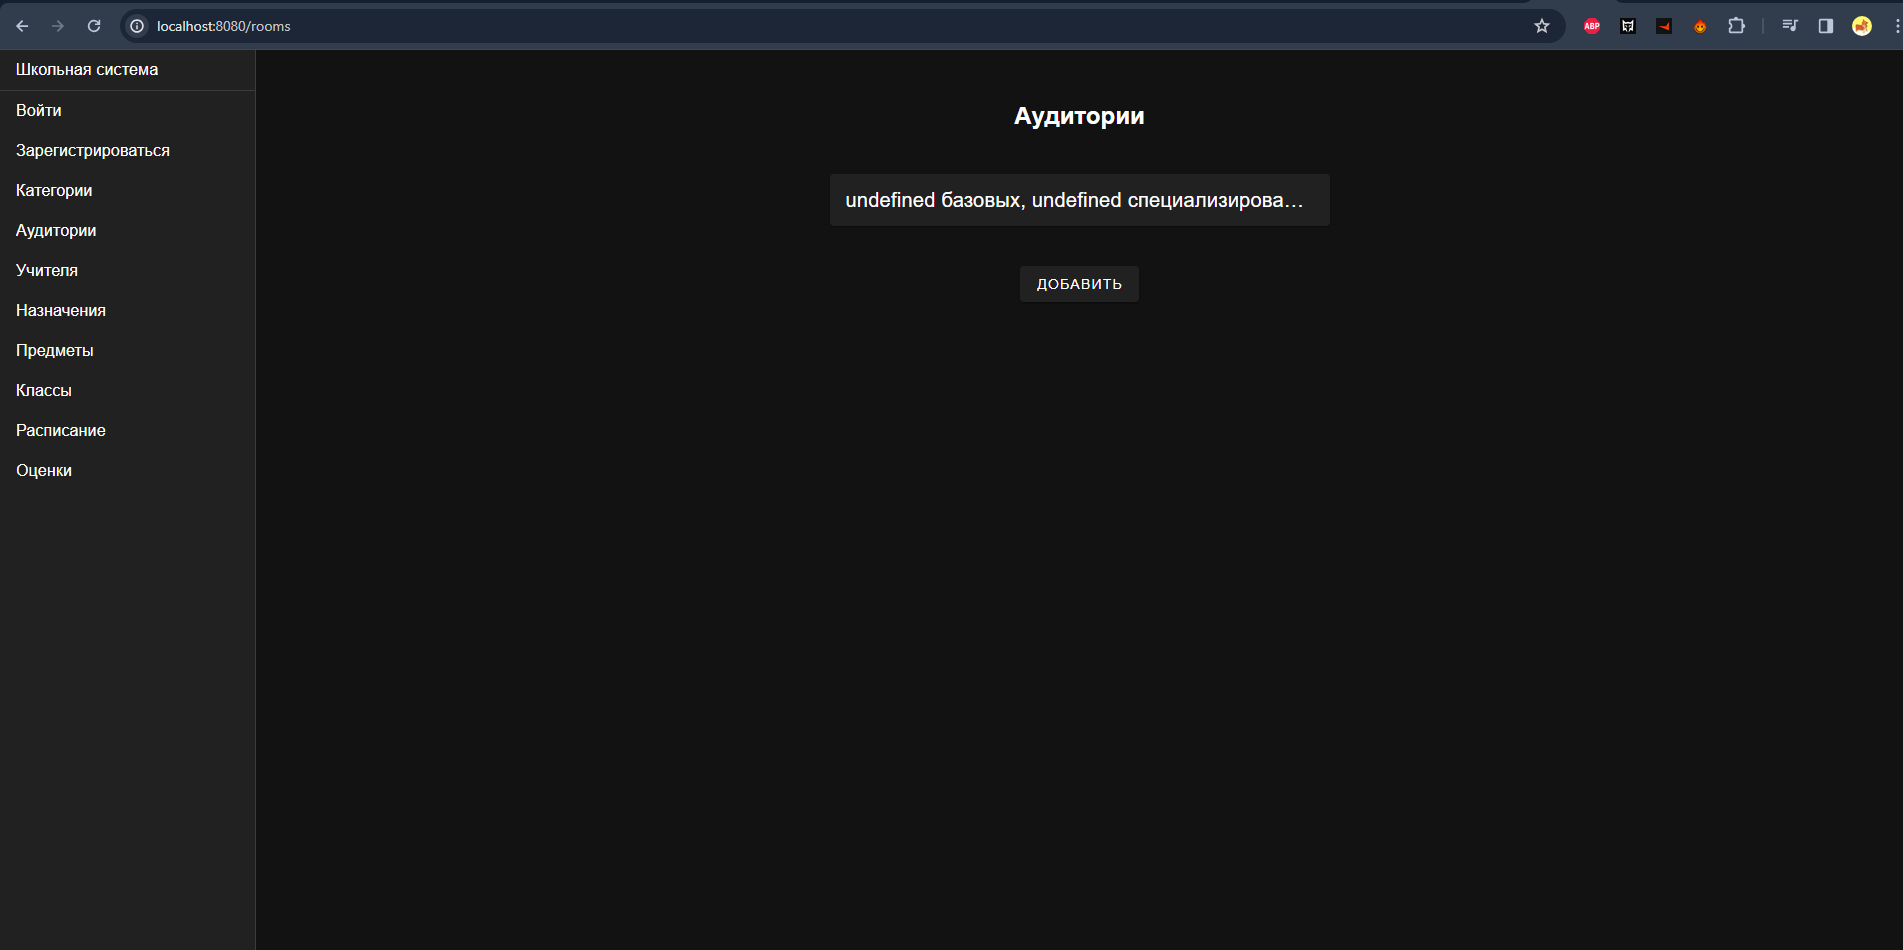 localhost:8080/rooms
ABP
Школьная система
Войти
Зарегистрироваться
Категории
Аудитории
Учителя
Назначения
Предметы
Классы
Расписание
Оценки
Аудитории
undefined базовых, undefined специализирова...
ДОБАВИТЬ